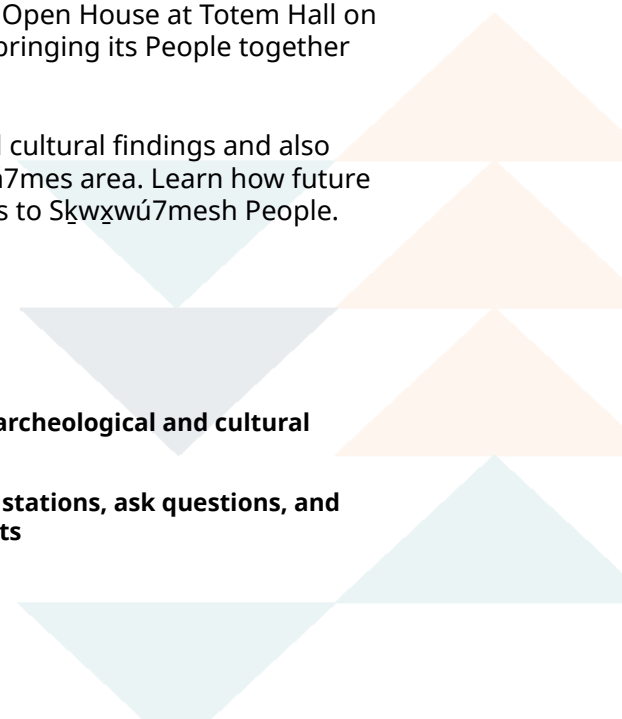 Open House at Totem Hall on
bringing its People together
cultural findings and also
7mes area. Learn how future
s to Sḵwx̱wú7mesh People.
archeological and cultural
stations, ask questions, and
ts